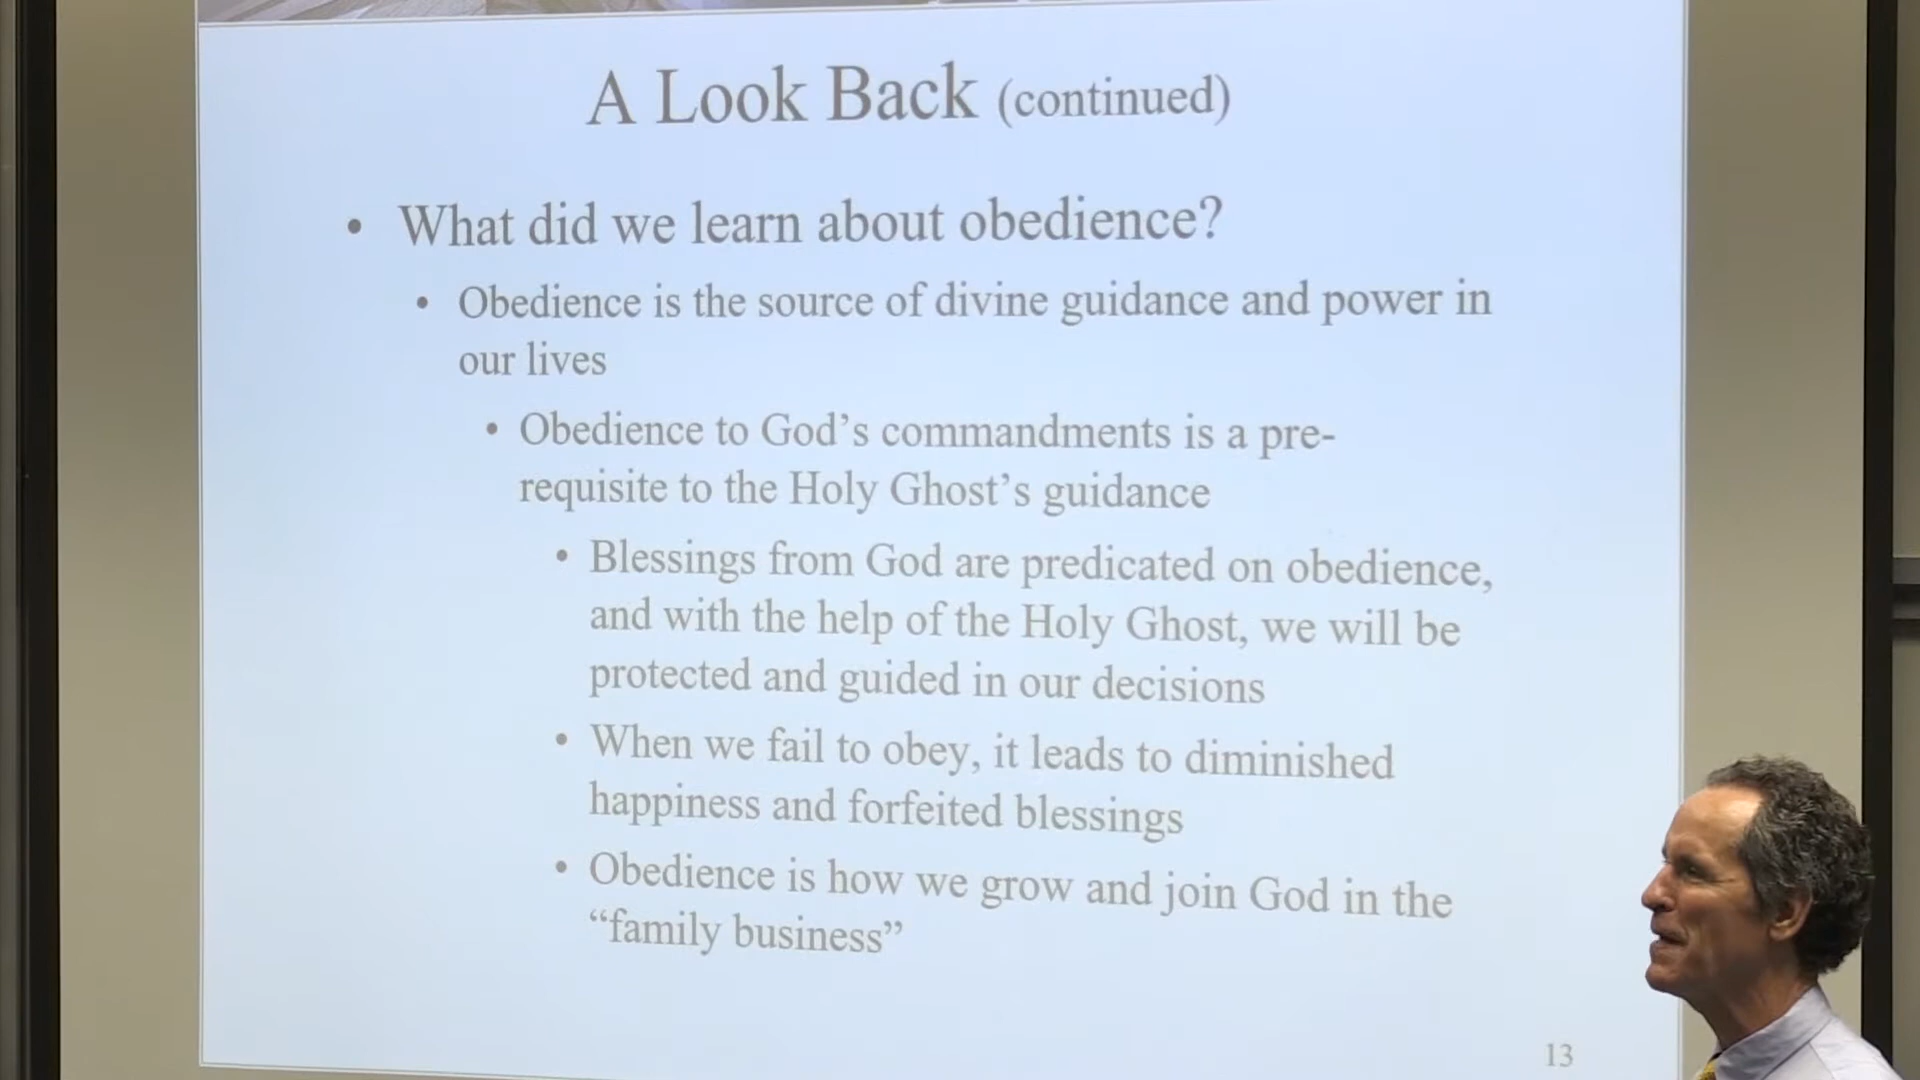 A Look Back (continued)
• What did we learn about obedience?
• Obedience is the source of divine guidance and power in
our lives
• Obedience to God’s commandments is a pre-
requisite to the Holy Ghost’s guidance
• Blessings from God are predicated on obedience,
and with the help of the Holy Ghost, we will be
protected and guided in our decisions
• When we fail to obey, it leads to diminished
happiness and forfeited blessings
• Obedience is how we grow and join God in the
“family business”
13